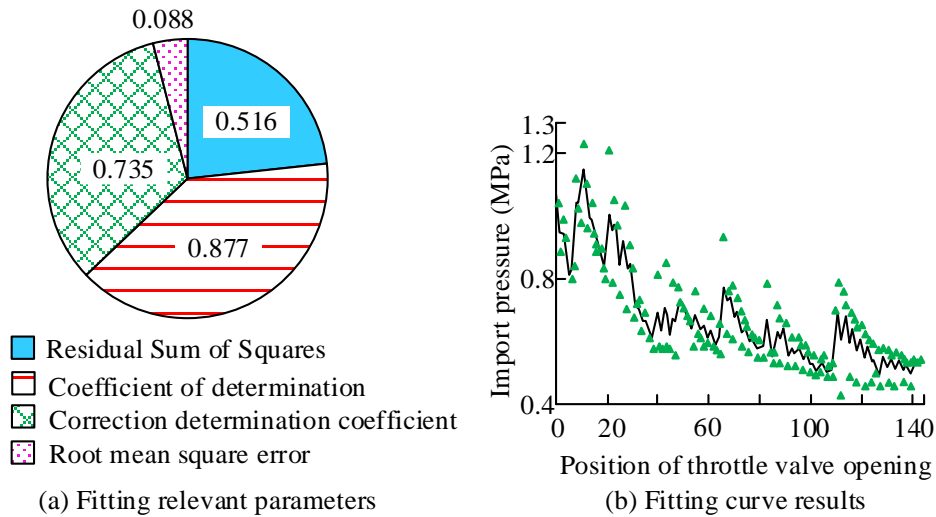 0.088
0.516
0.735
0.877
Residual Sum of Squares
Coefficient of determination
Correction determination coefficient
Root mean square error
(a) Fitting relevant parameters
1.3
1.2
0.8
0.4
Import pressure (MPa)
0 20 60 100 140
Position of throttle valve opening
(b) Fitting curve results